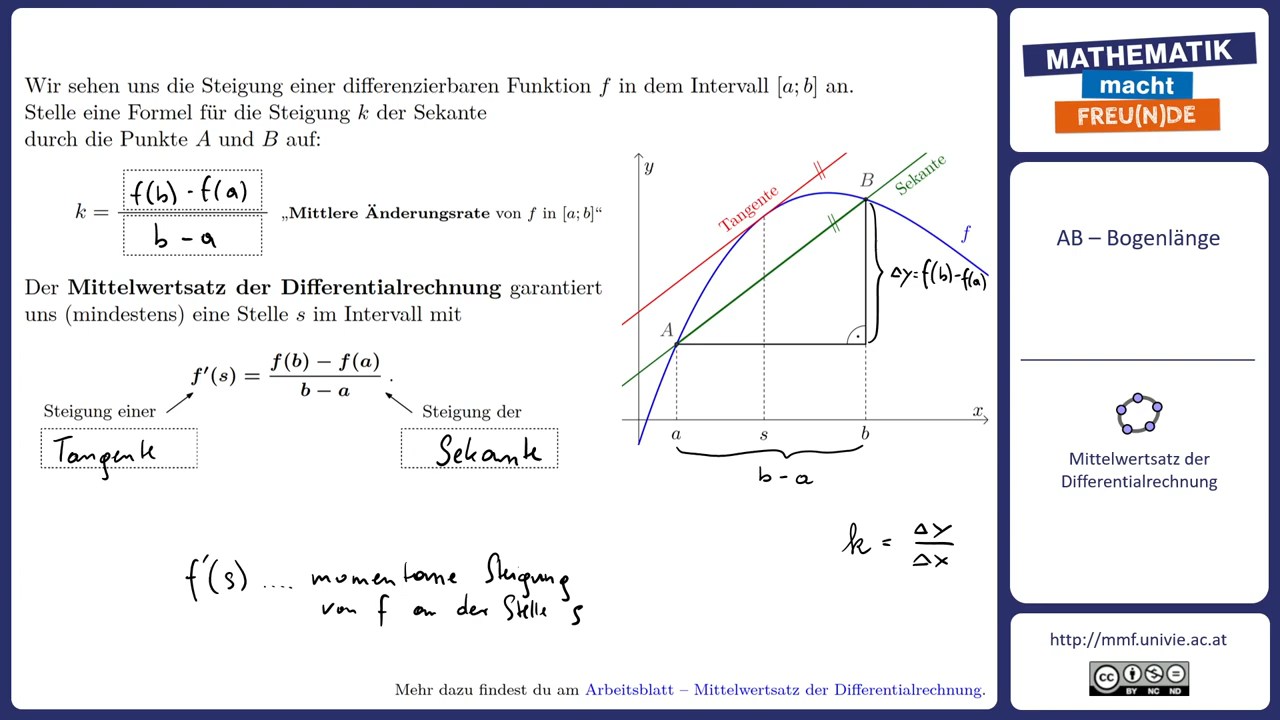 Wir sehen uns die Steigung einer differenzierbaren Funktion f in dem Intervall [a; b] an.
Stelle eine Formel für die Steigung k der Sekante
durch die Punkte A und B auf:
k = f(b) - f(a) / b - a
„Mittlere Änderungsrate von f in [a; b]“
Der Mittelwertsatz der Differentialrechnung garantiert
uns (mindestens) eine Stelle s im Intervall mit
f′(s) = f(b) − f(a) / b − a .
Steigung einer
Tangente
Steigung der
Sekante
f'(s) .... momentane Steigung
von f an der Stelle s
y
Tangente
B
Sekante
f
Δy = f(b) - f(a)
A
x
a s b
b - a
k = Δy / Δx
Mehr dazu findest du am Arbeitsblatt – Mittelwertsatz der Differentialrechnung.
MATHEMATIK
macht
FREU(N)DE
AB – Bogenlänge
Mittelwertsatz der
Differentialrechnung
http://mmf.univie.ac.at
cc
BY NC ND